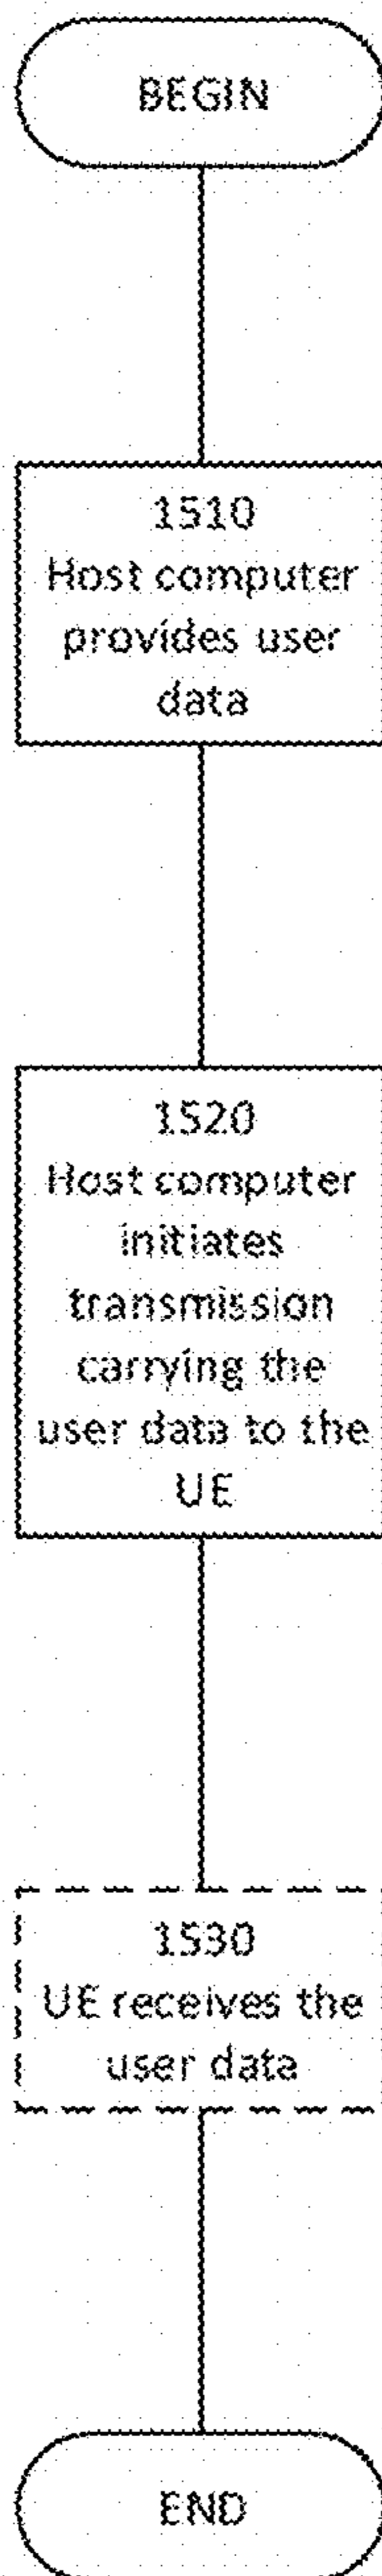 BEGIN
1510
Host computer
provides user
data
1520
Host computer
initiates
transmission
carrying the
user data to the
UE
1530
UE receives the
user data
END